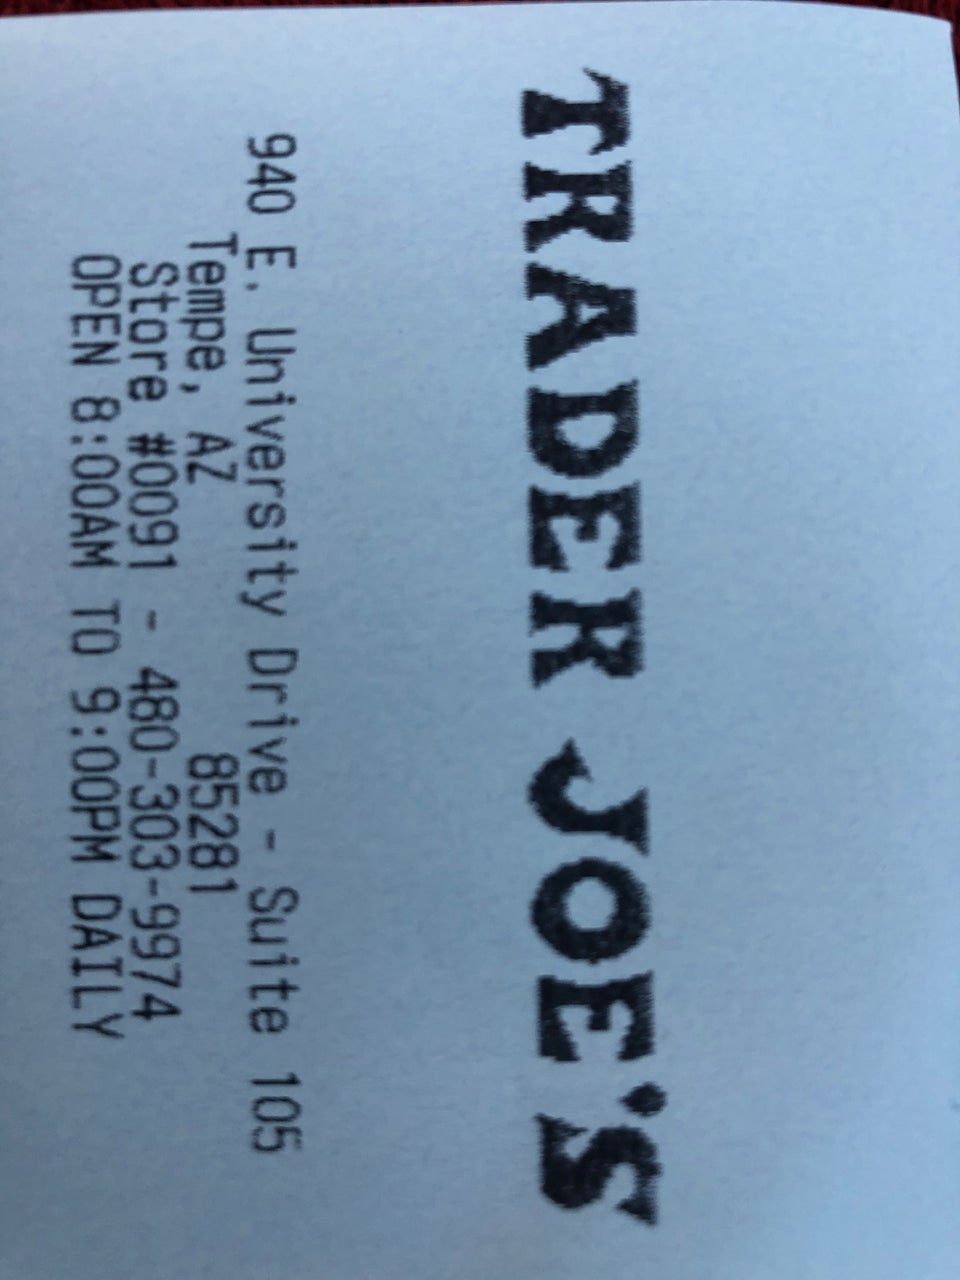 TRADER JOE'S
940 E. University Drive - Suite 105
Tempe, AZ 85281
Store #0091 - 480-303-9974
OPEN 8:00AM TO 9:00PM DAILY